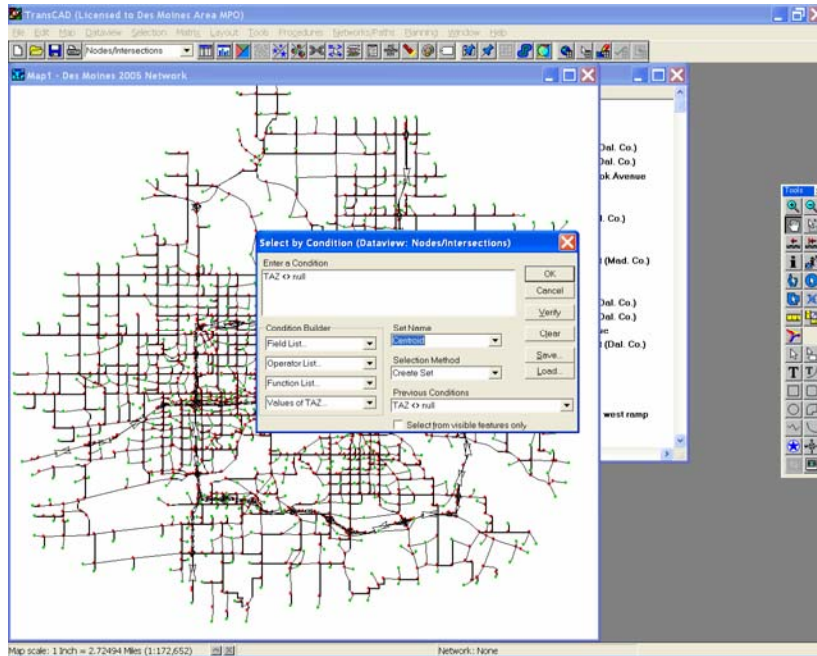 TransCAD (Licensed to Des Moines Area MPO)
File Edit Map Dataview Selection Matrix Layout Tools Procedures Networks/Paths Planning Window Help
Nodes/Intersections
Map1 - Des Moines 2005 Network
Dal. Co.)
Dal. Co.)
ok Avenue
l. Co.)
(Mad. Co.)
Dal. Co.)
Dal. Co.)
(Dal. Co.)
west ramp
Tools
Select by Condition (Dataview: Nodes/Intersections)
Enter a Condition
TAZ <> null
OK
Cancel
Verify
Clear
Save...
Load...
Condition Builder
Field List...
Operator List...
Function List...
Values of TAZ...
Set Name
Centroid
Selection Method
Create Set
Previous Conditions
TAZ <> null
Select from visible features only
Map scale: 1 Inch = 2.72494 Miles (1:172,652)
Network: None